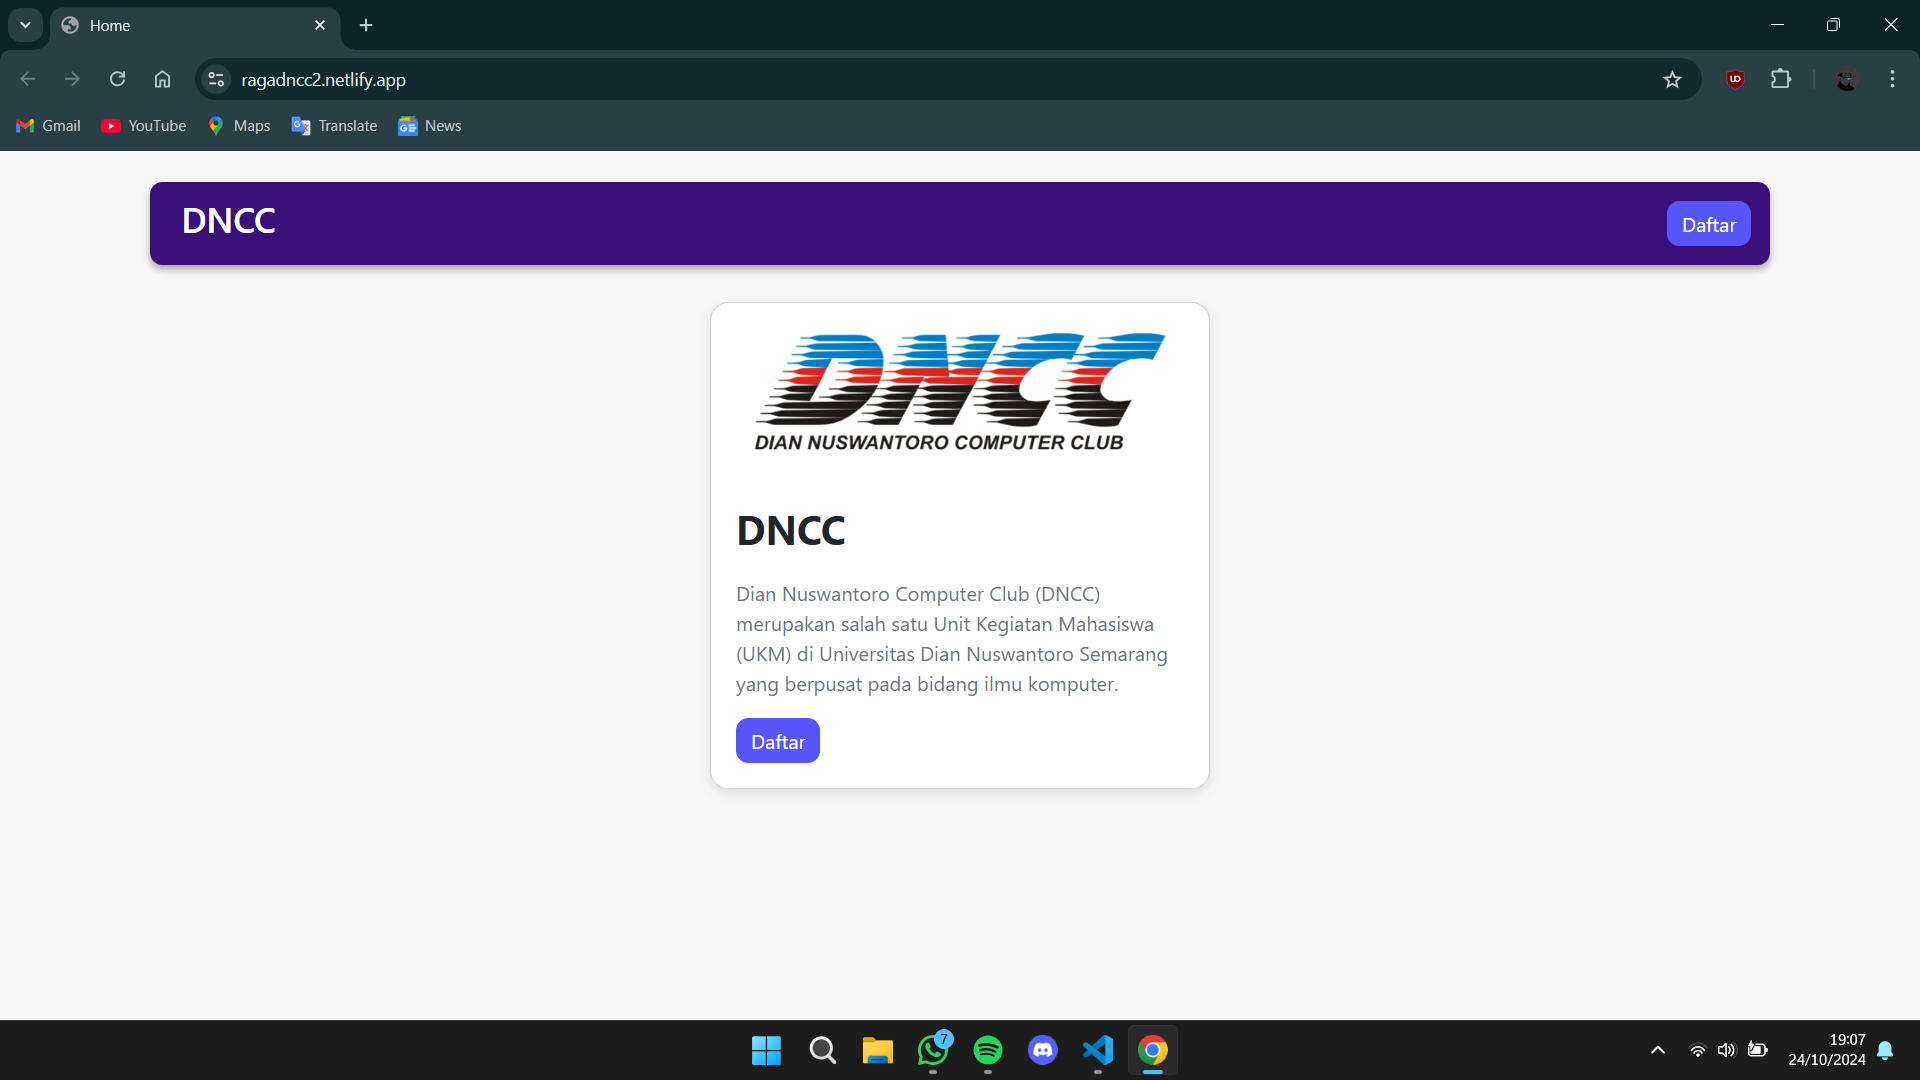 Home
ragadncc2.netlify.app
Gmail
YouTube
Maps
Translate
News
DNCC
Daftar
DNCC
DIAN NUSWANTORO COMPUTER CLUB
DNCC
Dian Nuswantoro Computer Club (DNCC)
merupakan salah satu Unit Kegiatan Mahasiswa
(UKM) di Universitas Dian Nuswantoro Semarang
yang berpusat pada bidang ilmu komputer.
Daftar
7
19:07
24/10/2024